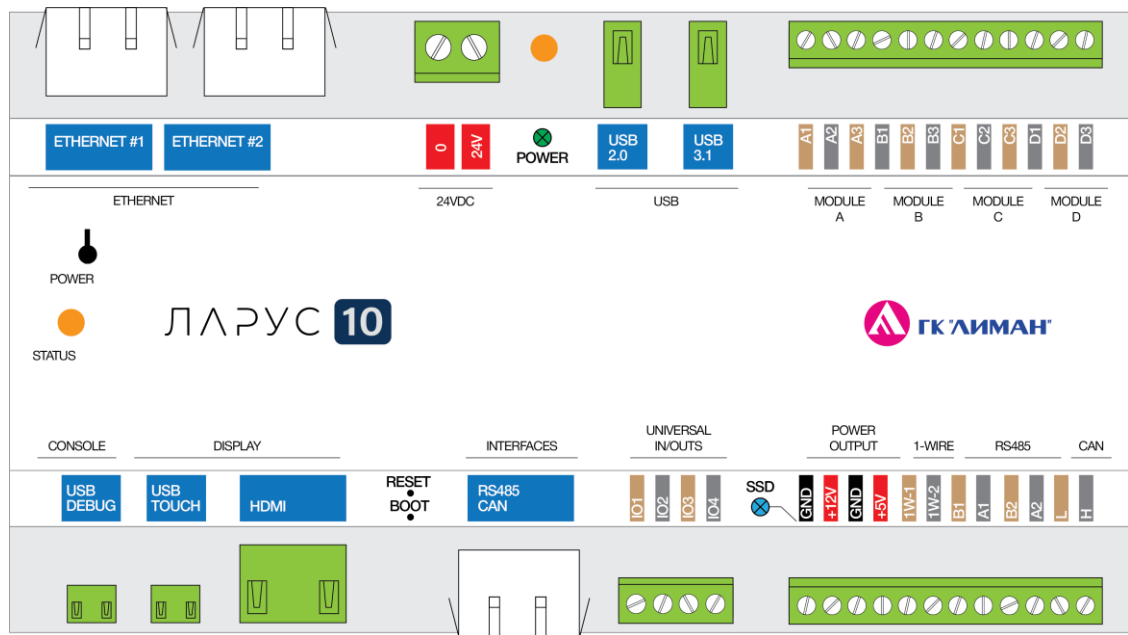 ETHERNET #1 ETHERNET #2 0 24V POWER USB 2.0 USB 3.1 A1 A2 A3 B1 B2 B3 C1 C2 C3 D1 D2 D3
ETHERNET 24VDC USB MODULE A MODULE B MODULE C MODULE D
POWER
STATUS
ЛАРУС 10
ГК "ЛИМАН"
CONSOLE DISPLAY INTERFACES UNIVERSAL IN/OUTS POWER OUTPUT 1-WIRE RS485 CAN
USB DEBUG USB TOUCH HDMI RESET BOOT RS485 CAN IO1 IO2 IO3 IO4 SSD GND +12V GND +5V 1W-1 1W-2 B1 A1 B2 A2 L H